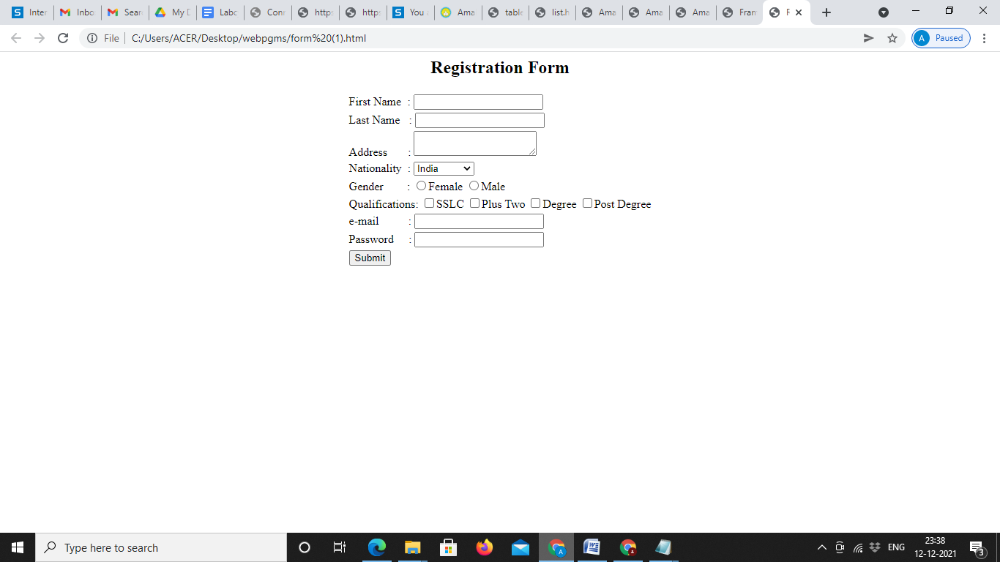 Inter Inbo Sear My D Labo Conr https https You Ama table list.h Ama Ama Ama Fran F
File C:/Users/ACER/Desktop/webpgms/form%20(1).html A Paused
Registration Form
First Name :
Last Name :
Address :
Nationality : India
Gender : Female Male
Qualifications: SSLC Plus Two Degree Post Degree
e-mail :
Password :
Submit
Type here to search
ENG
23:38
12-12-2021
3